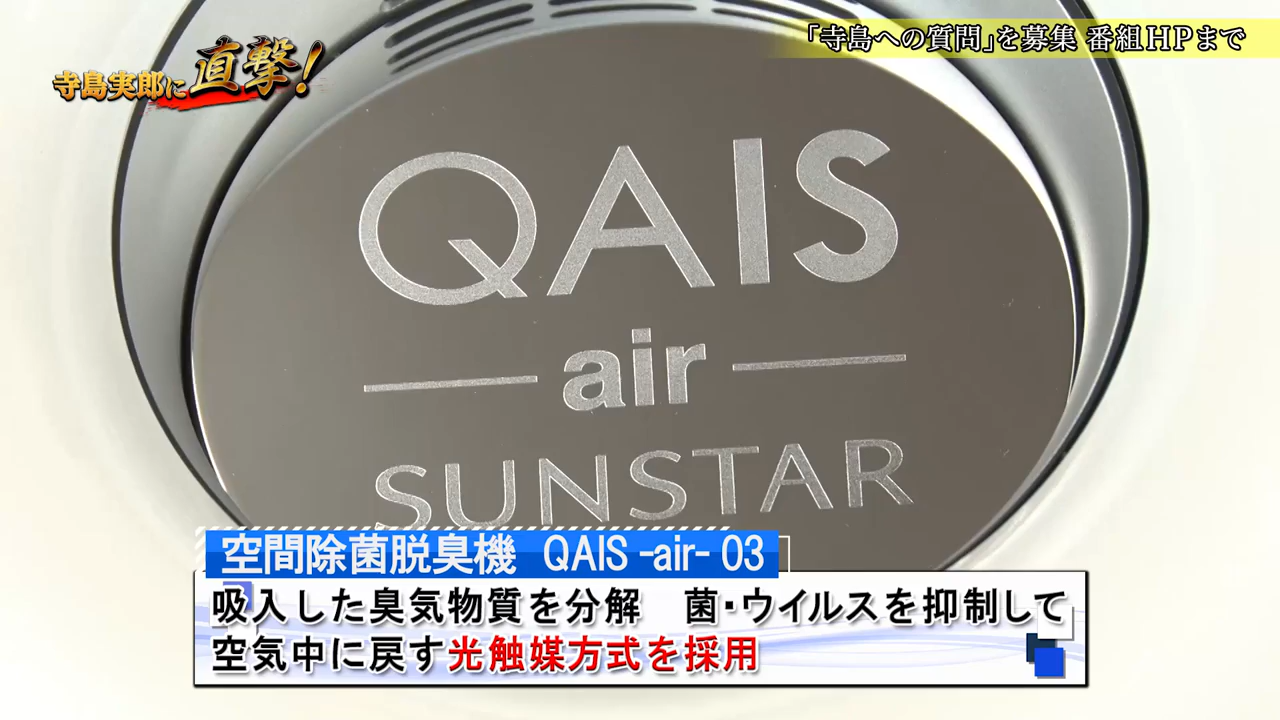 寺島実郎に直撃!
「寺島への質問」を募集 番組HPまで
QAIS
air
SUNSTAR
空間除菌脱臭機 QAIS -air- 03
吸入した臭気物質を分解 菌・ウイルスを抑制して
空気中に戻す光触媒方式を採用